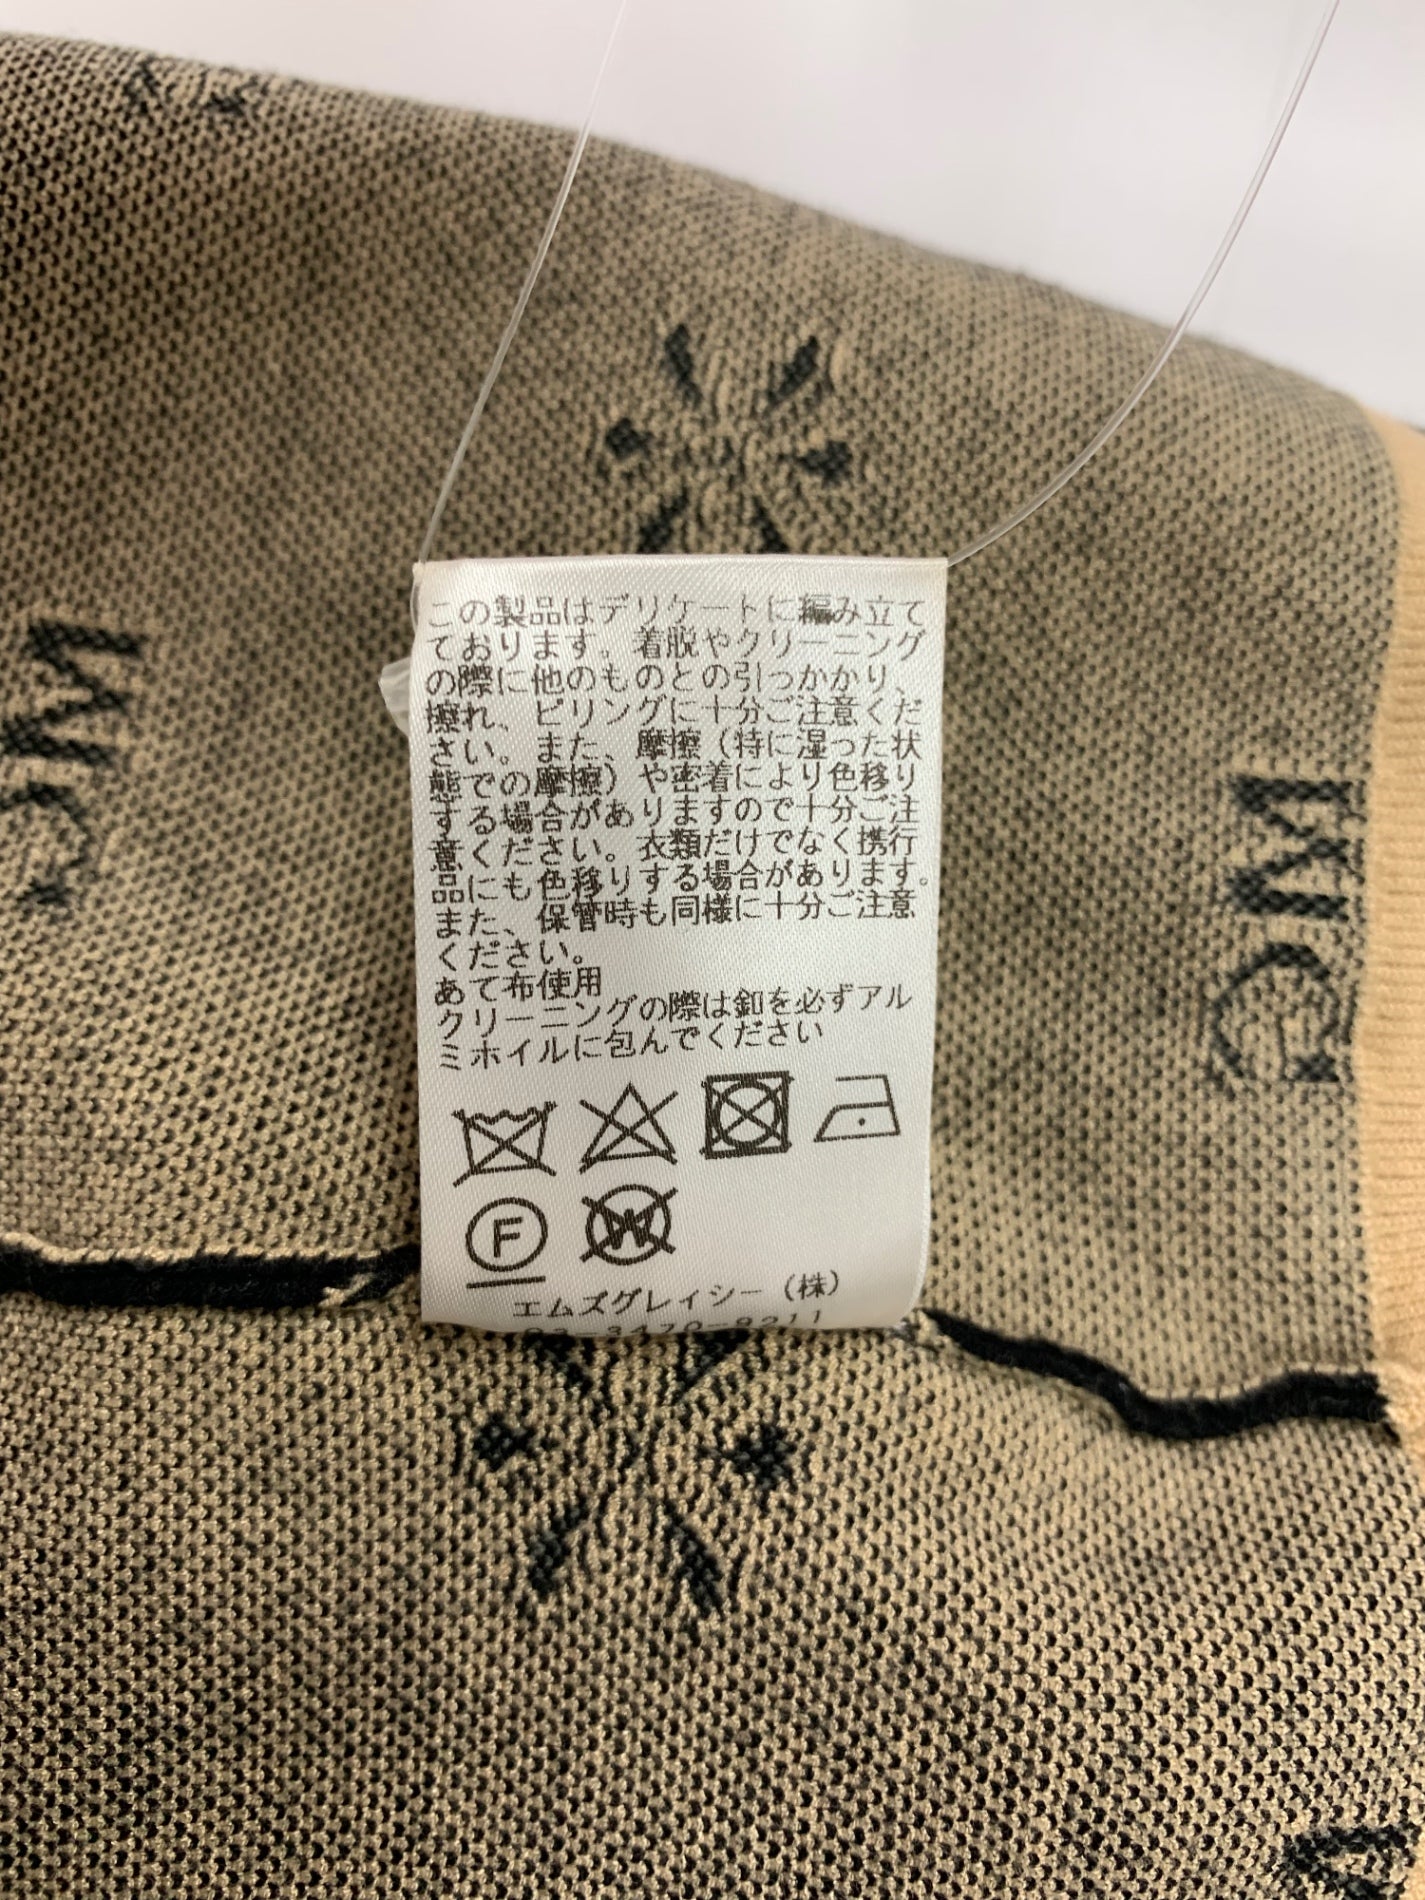 この製品はデリケートに編み立て
ております。着脱やクリーニング
の際に他のものとの引っかかり、
擦れ、ピリングに十分ご注意くだ
さい。また、摩擦（特に湿った状
態での摩擦）や密着により色移り
する場合がありますので十分ご注
意ください。衣類だけでなく携行
品にも色移りする場合があります。
また、保管時も同様に十分ご注意
ください。
あて布使用
クリーニングの際は釦を必ずアル
ミホイルに包んでください
F
W
エムズグレィシー（株）
03-3470-9211
MG
MG